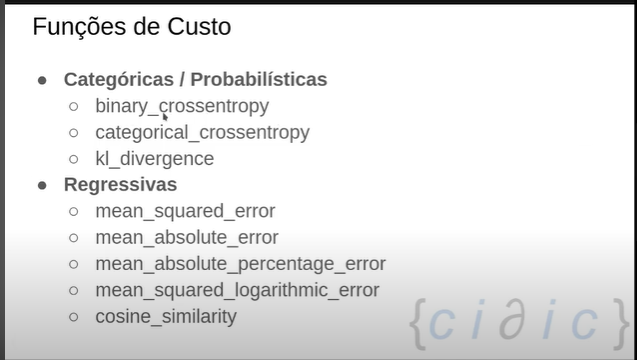 Funções de Custo
● Categóricas / Probabilísticas
○ binary_crossentropy
○ categorical_crossentropy
○ kl_divergence
● Regressivas
○ mean_squared_error
○ mean_absolute_error
○ mean_absolute_percentage_error
○ mean_squared_logarithmic_error
○ cosine_similarity
{ci∂ic}